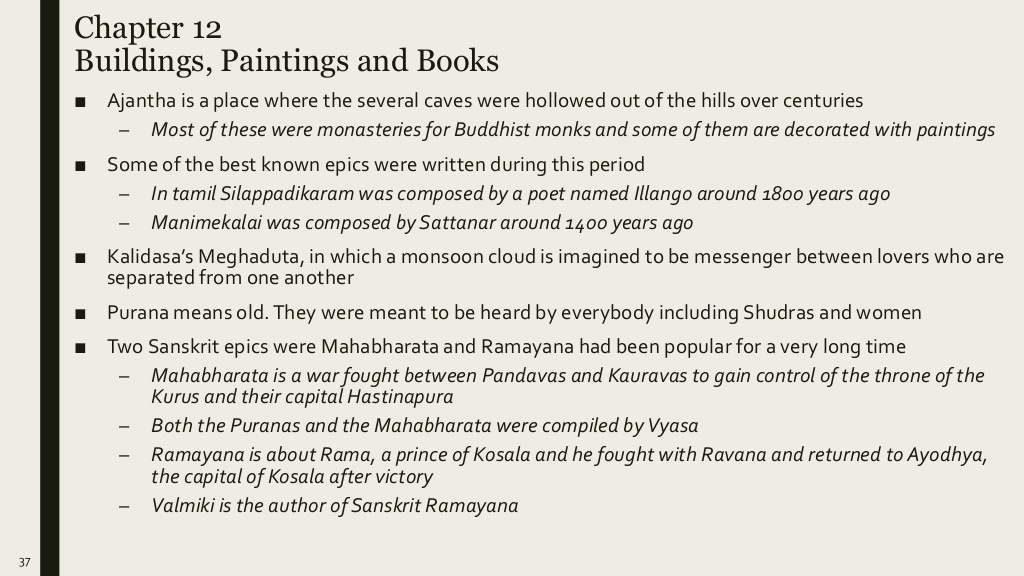 Chapter 12
Buildings, Paintings and Books
■ Ajantha is a place where the several caves were hollowed out of the hills over centuries
– Most of these were monasteries for Buddhist monks and some of them are decorated with paintings
■ Some of the best known epics were written during this period
– In tamil Silappadikaram was composed by a poet named Illango around 1800 years ago
– Manimekalai was composed by Sattanar around 1400 years ago
■ Kalidasa’s Meghaduta, in which a monsoon cloud is imagined to be messenger between lovers who are
separated from one another
■ Purana means old. They were meant to be heard by everybody including Shudras and women
■ Two Sanskrit epics were Mahabharata and Ramayana had been popular for a very long time
– Mahabharata is a war fought between Pandavas and Kauravas to gain control of the throne of the
Kurus and their capital Hastinapura
– Both the Puranas and the Mahabharata were compiled by Vyasa
– Ramayana is about Rama, a prince of Kosala and he fought with Ravana and returned to Ayodhya,
the capital of Kosala after victory
– Valmiki is the author of Sanskrit Ramayana
37